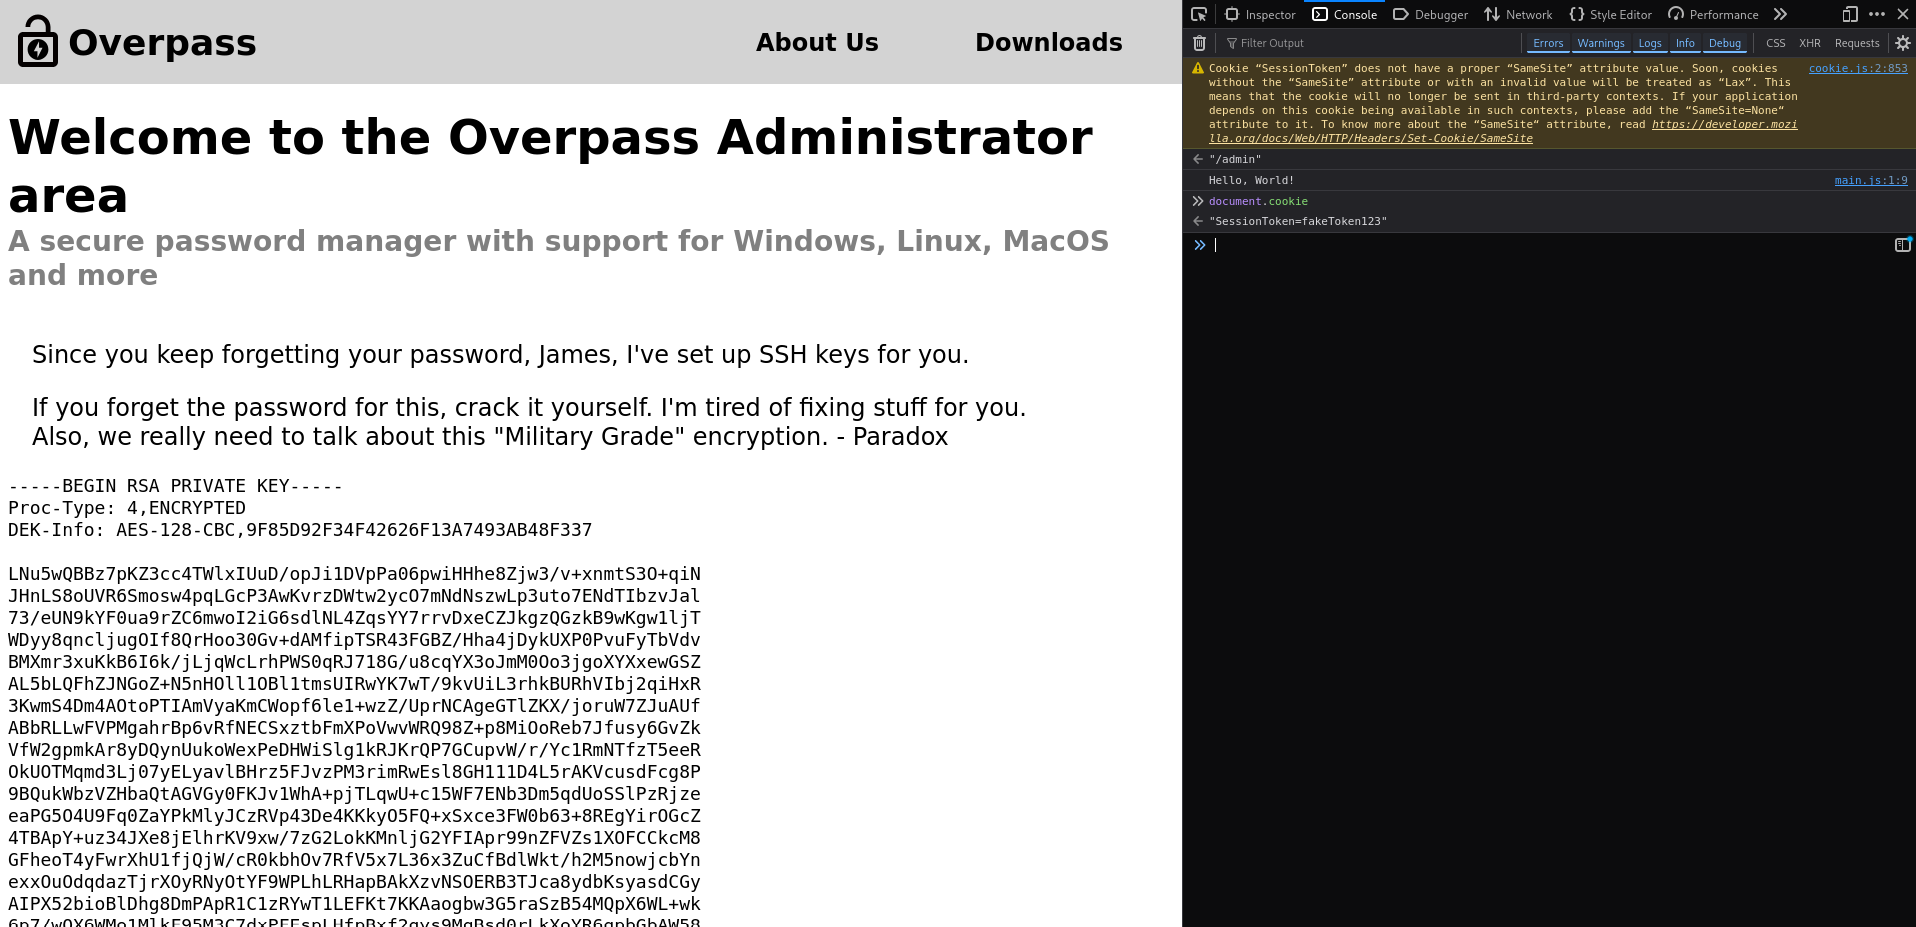 Overpass
About Us
Downloads
Welcome to the Overpass Administrator
area
A secure password manager with support for Windows, Linux, MacOS
and more
Since you keep forgetting your password, James, I've set up SSH keys for you.
If you forget the password for this, crack it yourself. I'm tired of fixing stuff for you.
Also, we really need to talk about this "Military Grade" encryption. - Paradox
-----BEGIN RSA PRIVATE KEY-----
Proc-Type: 4,ENCRYPTED
DEK-Info: AES-128-CBC,9F85D92F34F42626F13A7493AB48F337
LNu5wQBBz7pKZ3cc4TWlxIUuD/opJi1DVpPa06pwiHHhe8Zjw3/v+xnmtS3O+qiN
JHnLS8oUVR6Smosw4pqLGcP3AwKvrzDWtw2ycO7mNdNszwLp3uto7ENdTIbzvJal
73/eUN9kYF0ua9rZC6mwoI2iG6sdlNL4ZqsYY7rrvDxeCZJkgzQGzkB9wKgw1ljT
WDyy8qncljugOIf8QrHoo30Gv+dAMfipTSR43FGBZ/Hha4jDykUXP0PvuFyTbVdv
BMXmr3xuKkB6I6k/jLjqWcLrhPWS0qRJ718G/u8cqYX3oJmM0Oo3jgoXYXxewGSZ
AL5bLQFhZJNGoZ+N5nHOll1OBl1tmsUIRwYK7wT/9kvUiL3rhkBURhVIbj2qiHxR
3KwmS4Dm4AOtoPTIAmVyaKmCWopf6le1+wzZ/UprNCAgeGTlZKX/joruW7ZJuAUf
ABbRLLwFVPMgahrBp6vRfNECSxztbFmXPoVwvWRQ98Z+p8MiOoReb7Jfusy6GvZk
VfW2gpmkAr8yDQynUukoWexPeDHWiSlg1kRJKrQP7GCupvW/r/Yc1RmNTfzT5eeR
OkUOTMqmd3Lj07yELyavlBHrz5FJvzPM3rimRwEsl8GH111D4L5rAKVcusdFcg8P
9BQukWbzVZHbaQtAGVGy0FKJv1WhA+pjTLqwU+c15WF7ENb3Dm5qdUoSSlPzRjze
eaPG5O4U9Fq0ZaYPkMlyJCzRVp43De4KKkyO5FQ+xSxce3FW0b63+8REgYirOGcZ
4TBApY+uz34JXe8jElhrKV9xw/7zG2LokKMnljG2YFIApr99nZFVZs1XOFCCkcM8
GFheoT4yFwrXhU1fjQjW/cR0kbhOv7RfV5x7L36x3ZuCfBdlWkt/h2M5nowjcbYn
exxOuOdqdazTjrXOyRNyOtYF9WPLhLRHapBAkXzvNSOERB3TJca8ydbKsyasdCGy
AIPX52bioBlDhg8DmPApR1C1zRYwT1LEFKt7KKAaogbw3G5raSzB54MQpX6WL+wk
Inspector
Console
Debugger
Network
Style Editor
Performance
Filter Output
Errors
Warnings
Logs
Info
Debug
CSS
XHR
Requests
Cookie “SessionToken” does not have a proper “SameSite” attribute value. Soon, cookies cookie.js:2:853
without the “SameSite” attribute or with an invalid value will be treated as “Lax”. This
means that the cookie will no longer be sent in third-party contexts. If your application
depends on this cookie being available in such contexts, please add the “SameSite=None“
attribute to it. To know more about the “SameSite“ attribute, read https://developer.mozi
lla.org/docs/Web/HTTP/Headers/Set-Cookie/SameSite
"/admin"
Hello, World! main.js:1:9
document.cookie
"SessionToken=fakeToken123"